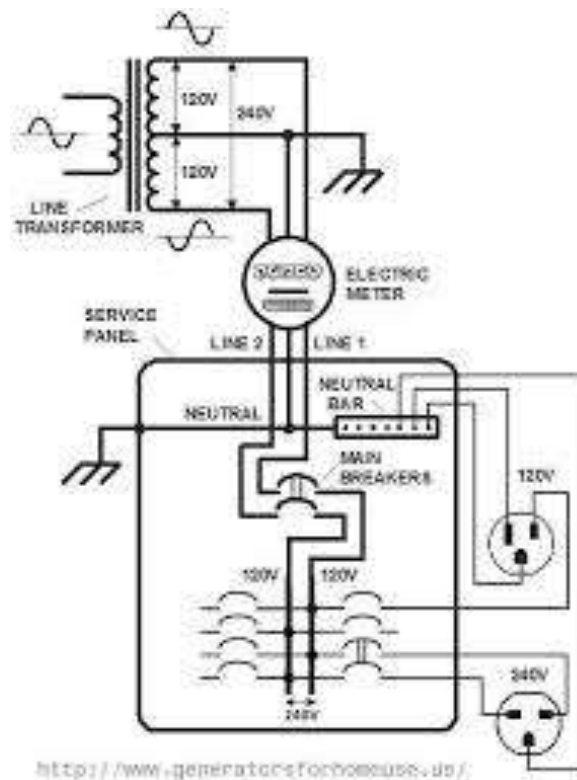 120V
240V
120V
LINE
TRANSFORMER
ELECTRIC
METER
SERVICE
PANEL
LINE 2
LINE 1
NEUTRAL
BAR
NEUTRAL
MAIN
BREAKERS
120V
120V
120V
240V
240V
http://www.generatorsforhomeuse.us/